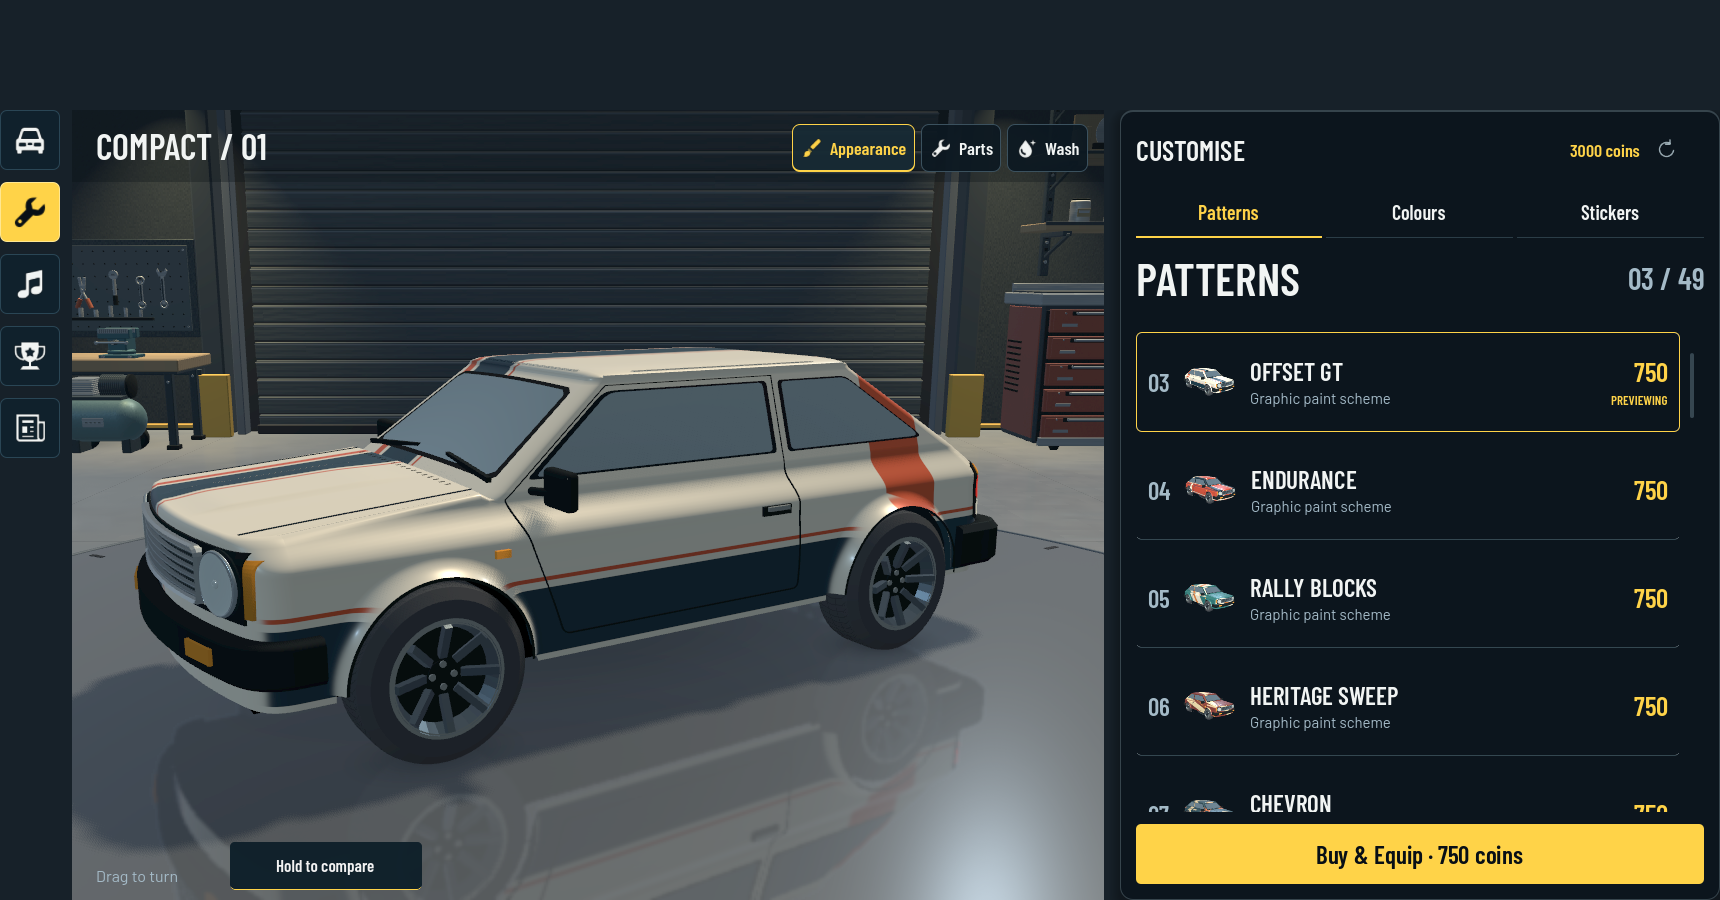 COMPACT / 01
Appearance
Parts
Wash
Drag to turn
Hold to compare
CUSTOMISE
3000 coins
Patterns
Colours
Stickers
PATTERNS
03 / 49
03
OFFSET GT
Graphic paint scheme
750
PREVIEWING
04
ENDURANCE
Graphic paint scheme
750
05
RALLY BLOCKS
Graphic paint scheme
750
06
HERITAGE SWEEP
Graphic paint scheme
750
07
CHEVRON
750
Buy & Equip · 750 coins